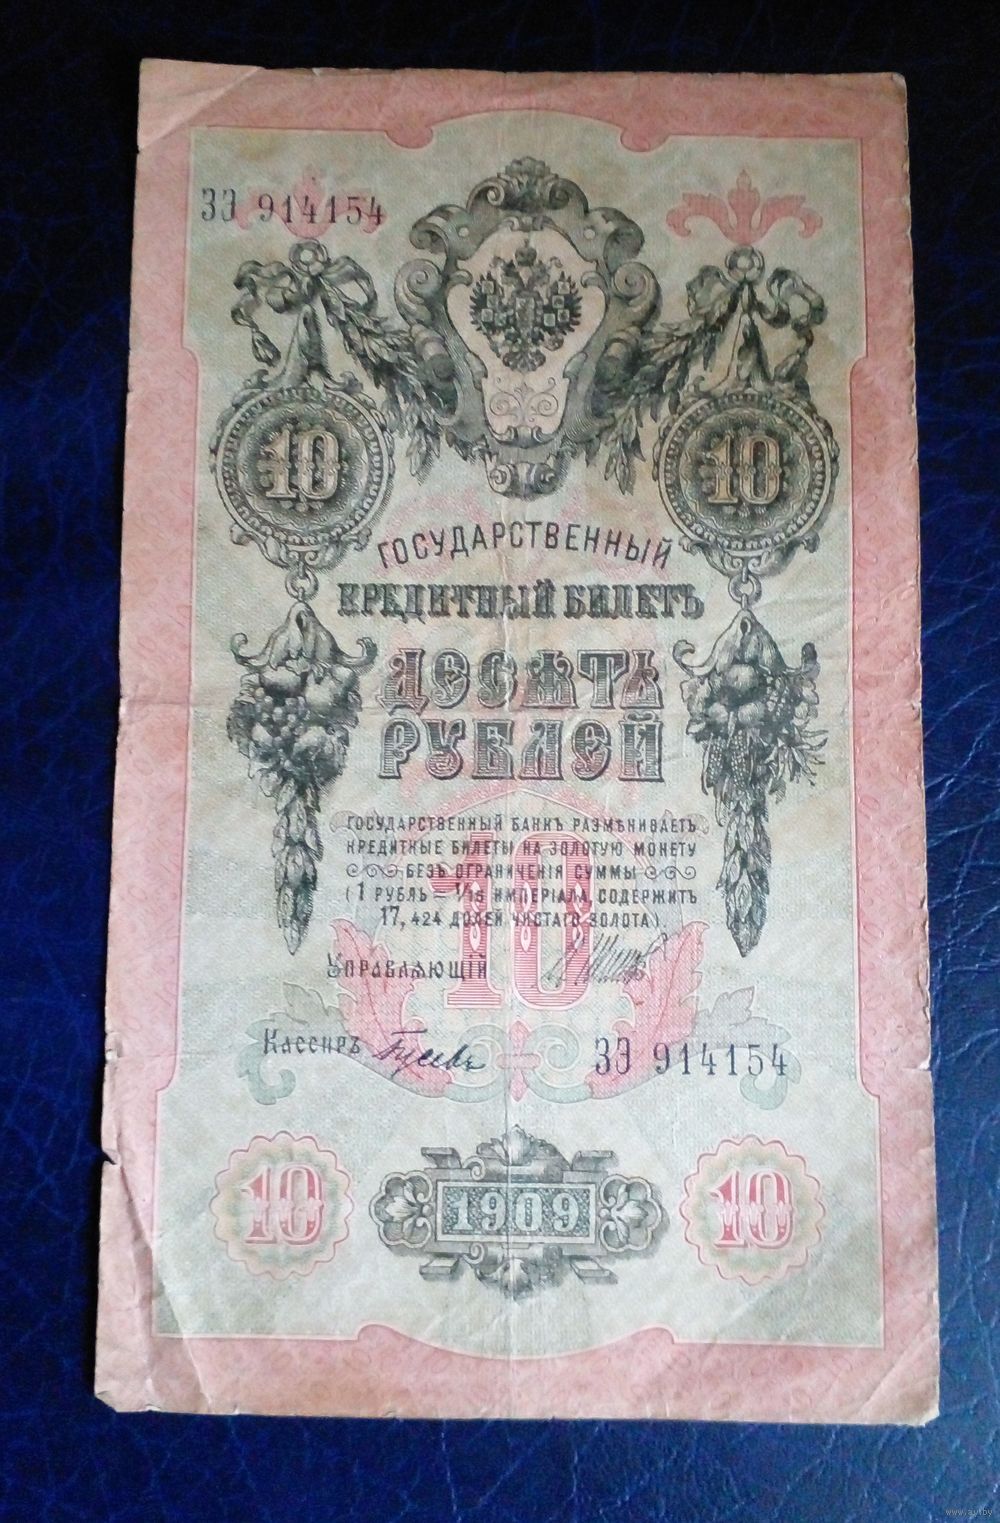 ЗЭ 914154
10 10
ГОСУДАРСТВЕННЫЙ
КРЕДИТНЫЙ БИЛЕТЪ
ДЕСЯТЬ
РУБЛЕЙ
ГОСУДАРСТВЕННЫЙ БАНКЪ РАЗМѢНИВАЕТЪ
КРЕДИТНЫЕ БИЛЕТЫ НА ЗОЛОТУЮ МОНЕТУ
БЕЗЪ ОГРАНИЧЕНІЯ СУММЫ
(1 РУБЛЬ = 1/15 ИМПЕРІАЛА, СОДЕРЖИТЪ
17,424 ДОЛЕЙ ЧИСТАГО ЗОЛОТА).
10
УПРАВЛЯЮЩІЙ
КАССИРЪ Гусевъ ЗЭ 914154
10 1909 10